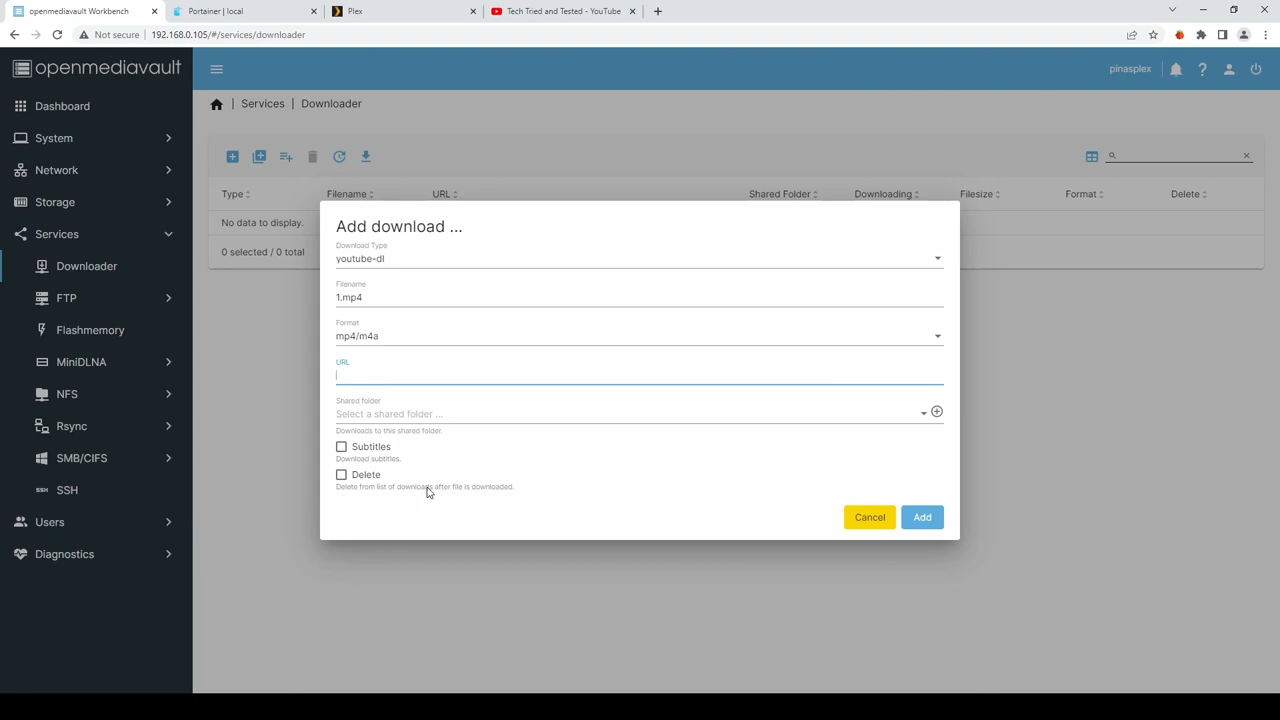 openmediavault Workbench
Portainer | local
Plex
Tech Tried and Tested - YouTube
Not secure | 192.168.0.105/#/services/downloader
openmediavault
pinasplex
Dashboard
System
Network
Storage
Services
Downloader
FTP
Flashmemory
MiniDLNA
NFS
Rsync
SMB/CIFS
SSH
Users
Diagnostics
| Services | Downloader
Type Filename URL Shared Folder Downloading Filesize Format Delete
No data to display.
0 selected / 0 total
Add download ...
Download Type
youtube-dl
Filename
1.mp4
Format
mp4/m4a
URL
Shared folder
Select a shared folder ...
Downloads to this shared folder.
Subtitles
Download subtitles.
Delete
Delete from list of downloads after file is downloaded.
Cancel Add